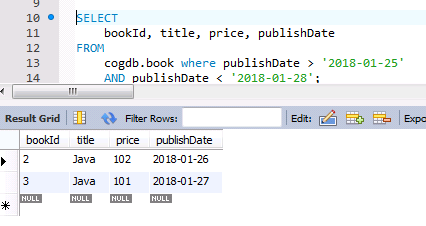 9
10 SELECT
11 bookId, title, price, publishDate
12 FROM
13 cogdb.book where publishDate > '2018-01-25'
14 AND publishDate < '2018-01-28';
Result Grid Filter Rows: Edit: Expo
bookId title price publishDate
2 Java 102 2018-01-26
3 Java 101 2018-01-27
NULL NULL NULL NULL